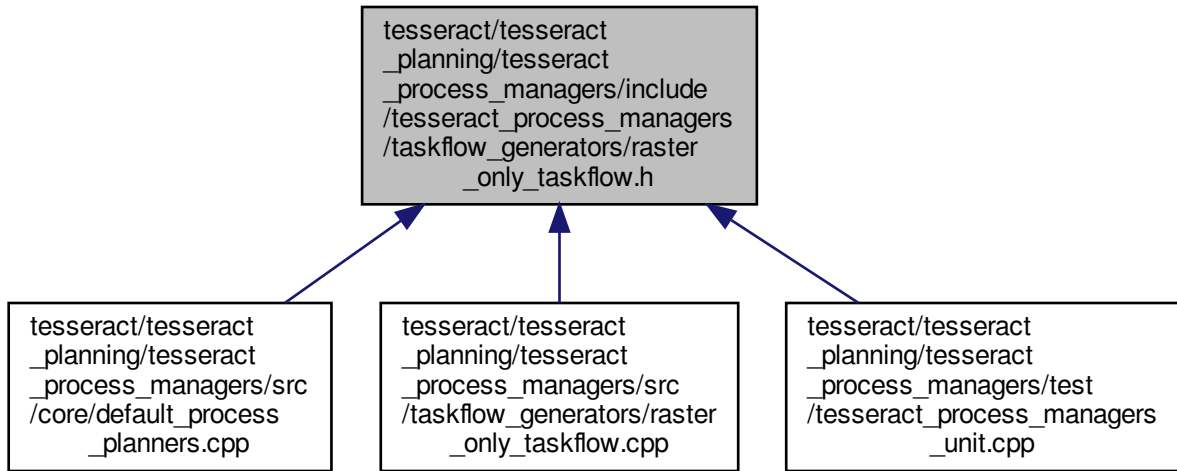 tesseract/tesseract
_planning/tesseract
_process_managers/include
/tesseract_process_managers
/taskflow_generators/raster
_only_taskflow.h
tesseract/tesseract
_planning/tesseract
_process_managers/src
/core/default_process
_planners.cpp
tesseract/tesseract
_planning/tesseract
_process_managers/src
/taskflow_generators/raster
_only_taskflow.cpp
tesseract/tesseract
_planning/tesseract
_process_managers/test
/tesseract_process_managers
_unit.cpp